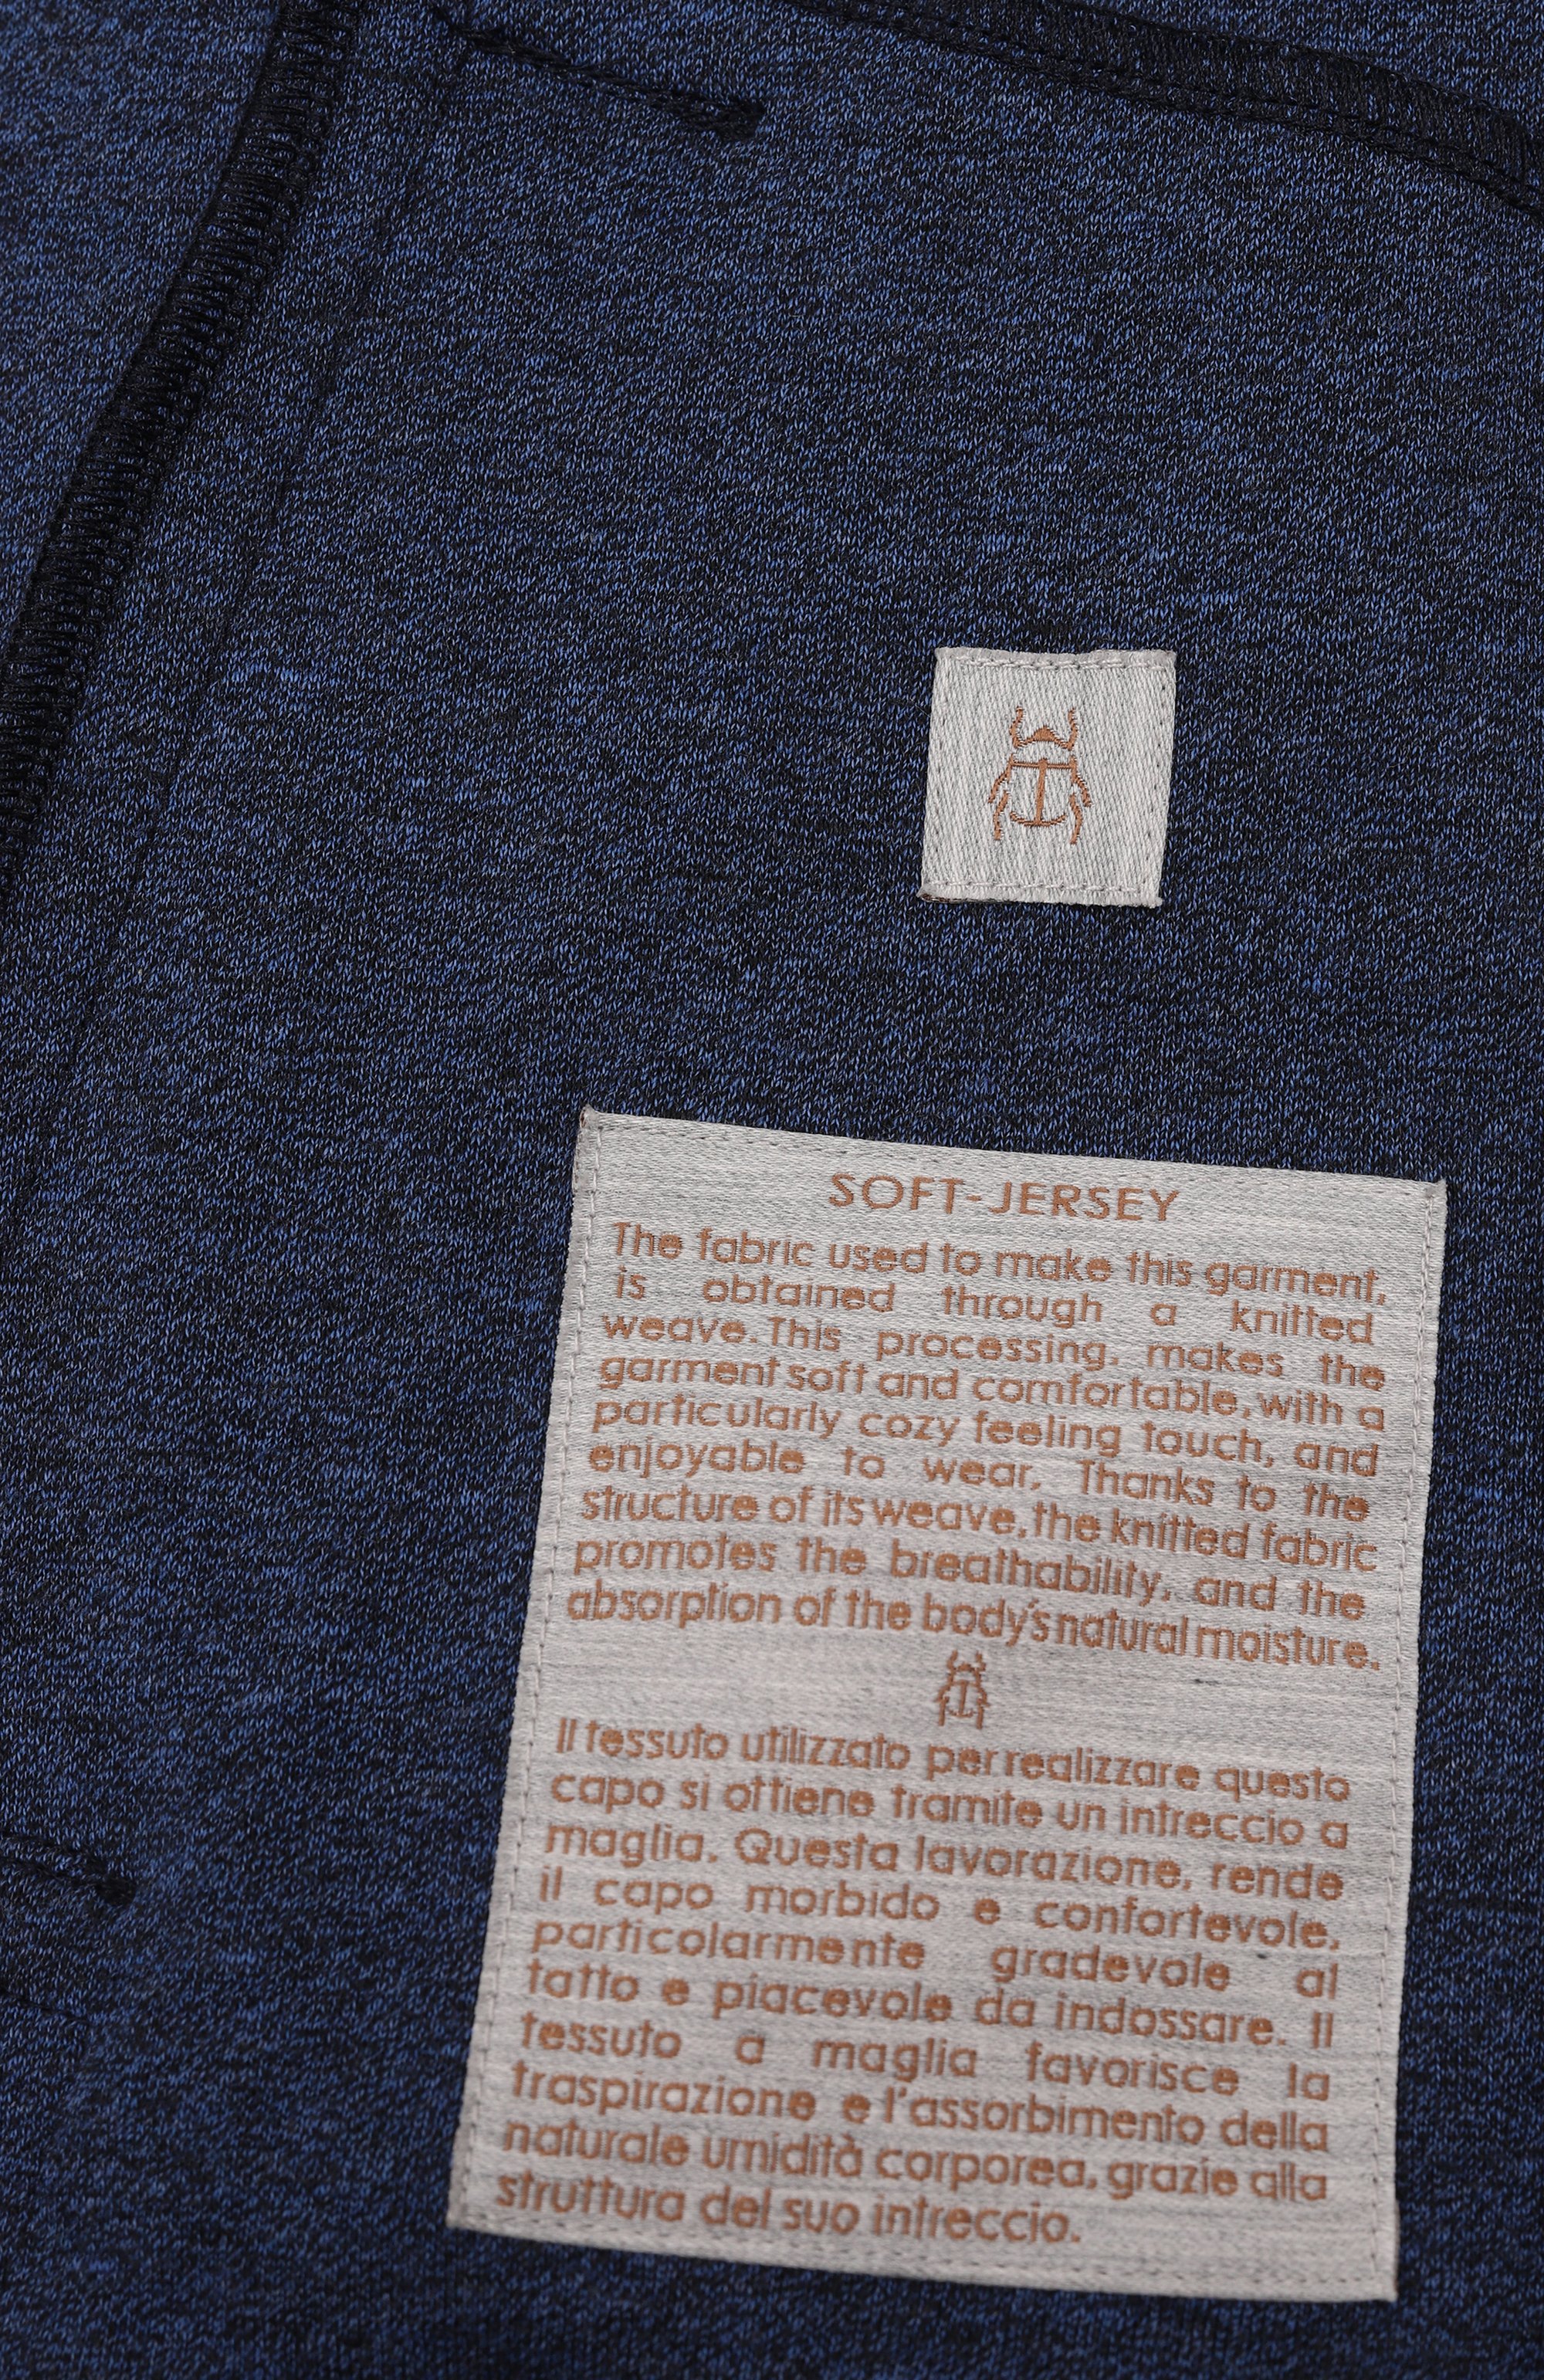 SOFT-JERSEY
The fabric used to make this garment,
is obtained through a knitted
weave. This processing, makes the
garment soft and comfortable, with a
particularly cozy feeling touch, and
enjoyable to wear. Thanks to the
structure of its weave, the knitted fabric
promotes the breathability, and the
absorption of the body's natural moisture.
Il tessuto utilizzato per realizzare questo
capo si ottiene tramite un intreccio a
maglia. Questa lavorazione, rende
il capo morbido e confortevole,
particolarmente gradevole al
tatto e piacevole da indossare. Il
tessuto a maglia favorisce la
traspirazione e l'assorbimento della
naturale umidità corporea, grazie alla
struttura del suo intreccio.